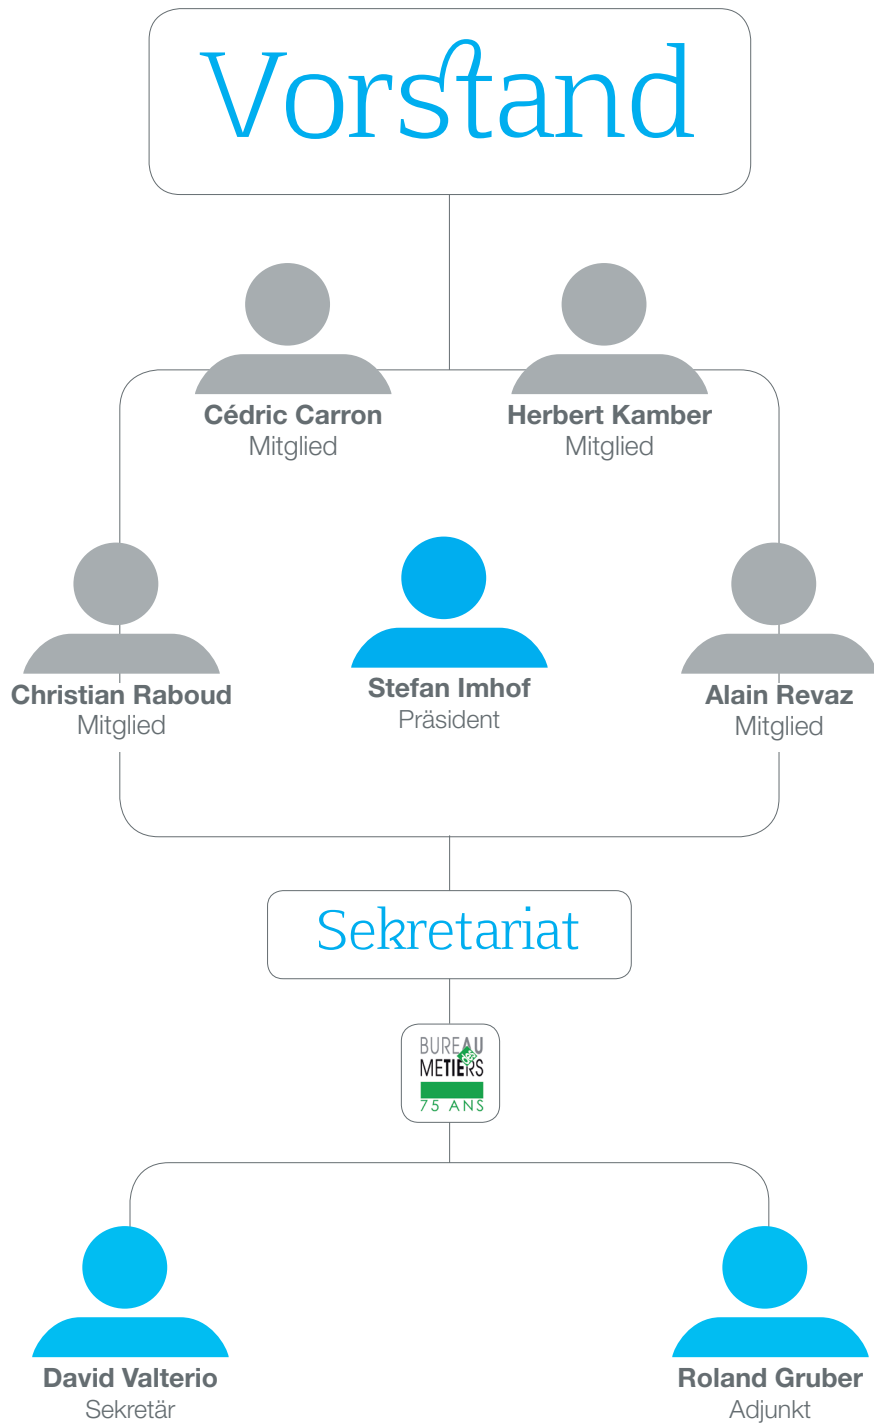 Vorstand
Cédric Carron
Mitglied
Herbert Kamber
Mitglied
Christian Raboud
Mitglied
Stefan Imhof
Präsident
Alain Revaz
Mitglied
Sekretariat
BUREAU
METIERS
75 ANS
David Valterio
Sekretär
Roland Gruber
Adjunkt